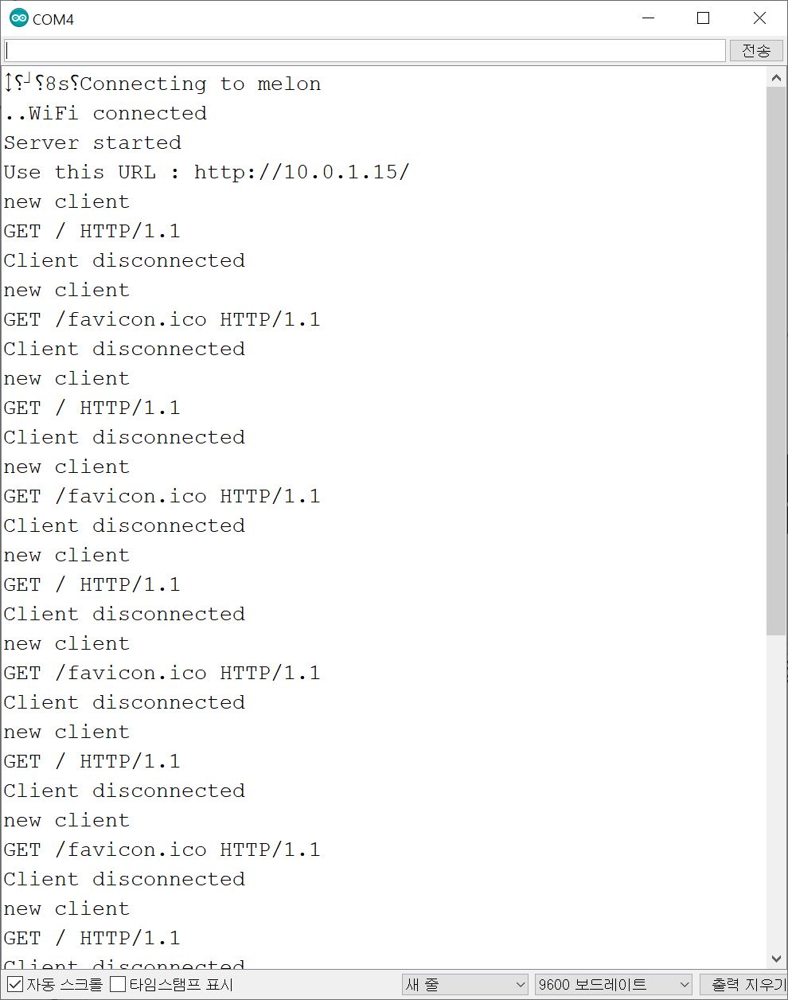 COM4
전송
Connecting to melon
..WiFi connected
Server started
Use this URL : http://10.0.1.15/
new client
GET / HTTP/1.1
Client disconnected
new client
GET /favicon.ico HTTP/1.1
Client disconnected
new client
GET / HTTP/1.1
Client disconnected
new client
GET /favicon.ico HTTP/1.1
Client disconnected
new client
GET / HTTP/1.1
Client disconnected
new client
GET /favicon.ico HTTP/1.1
Client disconnected
new client
GET / HTTP/1.1
Client disconnected
new client
GET /favicon.ico HTTP/1.1
Client disconnected
new client
GET / HTTP/1.1
Client disconnected
자동 스크롤 타임스탬프 표시 새 줄 9600 보드레이트 출력 지우기